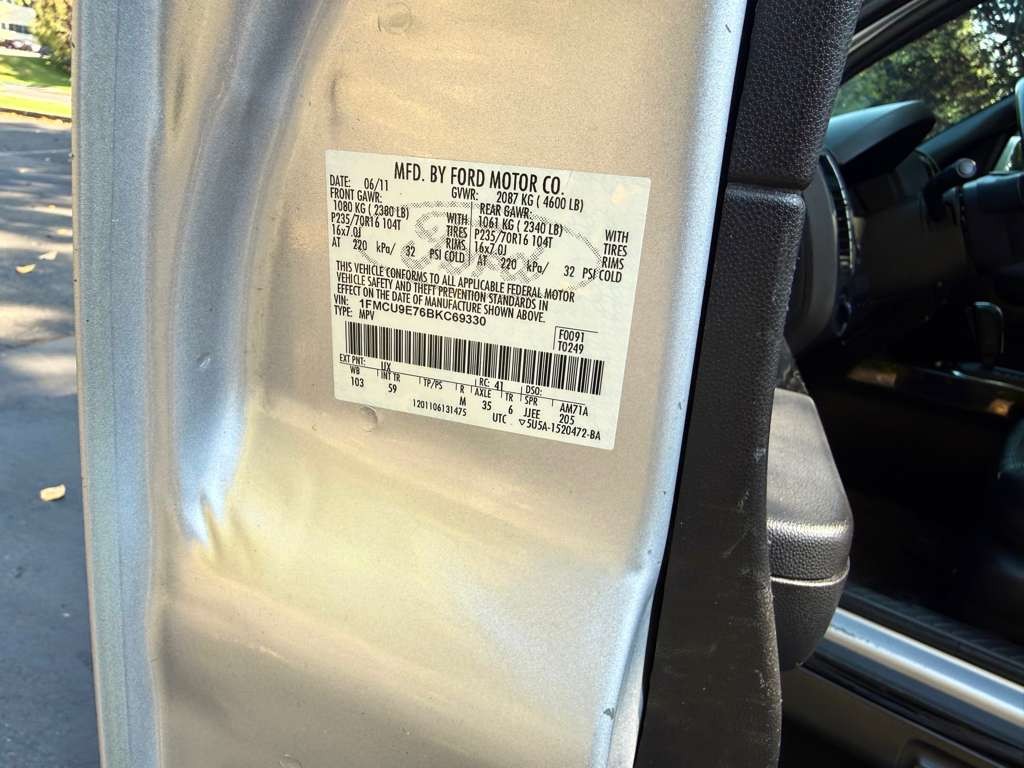 MFD. BY FORD MOTOR CO.
DATE: 06/11 GVWR: 2087 KG ( 4600 LB)
FRONT GAWR: REAR GAWR:
1080 KG ( 2380 LB) WITH 1061 KG ( 2340 LB) WITH
P235/70R16 104T TIRES P235/70R16 104T TIRES
16x7.0J RIMS 16x7.0J RIMS
AT 220 kPa/ 32 PSI COLD AT 220 kPa/ 32 PSI COLD
Ford
THIS VEHICLE CONFORMS TO ALL APPLICABLE FEDERAL MOTOR
VEHICLE SAFETY AND THEFT PREVENTION STANDARDS IN
EFFECT ON THE DATE OF MANUFACTURE SHOWN ABOVE.
VIN: 1FMCU9E76BKC69330
TYPE: MPV
F0091
T0249
EXT PNT: UX RC: 41 DSO:
WB INT TR TP/PS R AXLE TR SPR AM71A
103 59 M 35 6 JJEE 205
1201106131475 UTC ▽5U5A-1520472-BA